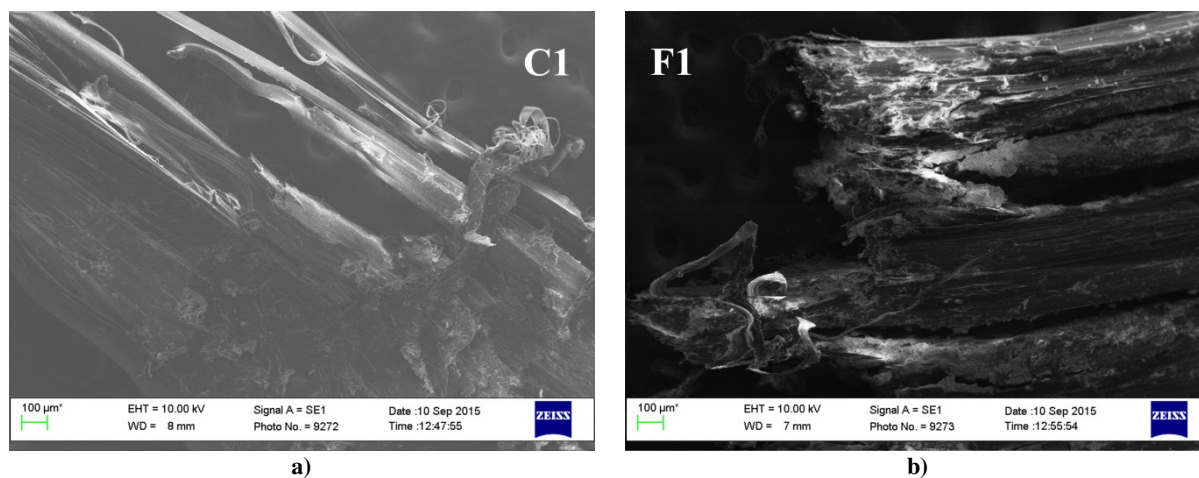 C1
100 µm*
EHT = 10.00 kV
Signal A = SE1
Date :10 Sep 2015
WD = 8 mm
Photo No. = 9272
Time :12:47:55
ZEISS
a)
F1
100 µm*
EHT = 10.00 kV
Signal A = SE1
Date :10 Sep 2015
WD = 7 mm
Photo No. = 9273
Time :12:55:54
ZEISS
b)